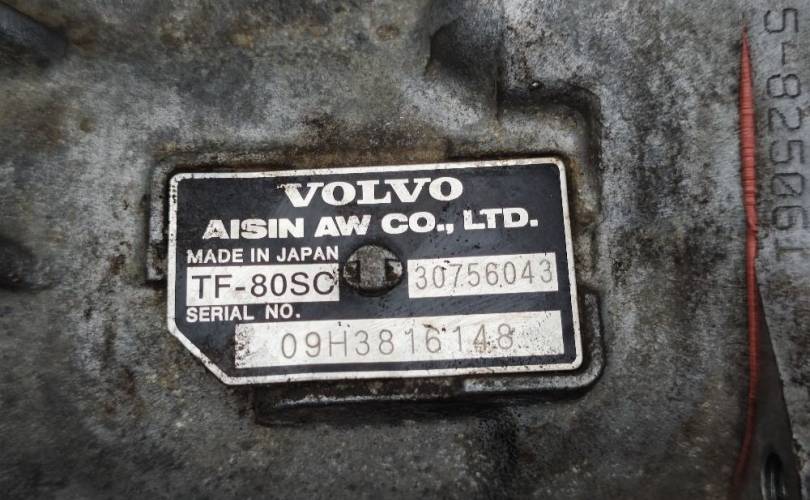 VOLVO
AISIN AW CO., LTD.
MADE IN JAPAN
TF-80SC 30756043
SERIAL NO.
09H3816148
5-825061